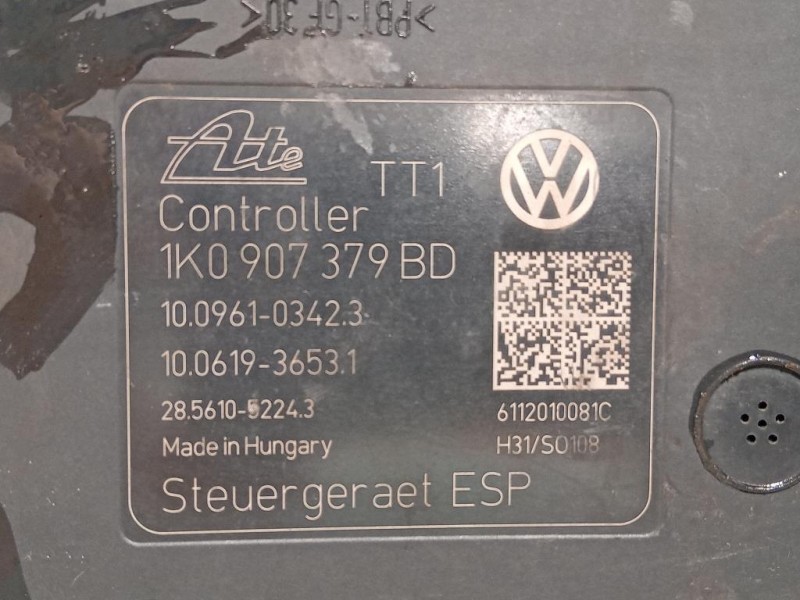 >PBT-GF30<
Ate
TT1
Controller
1K0 907 379 BD
10.0961-0342.3
10.0619-3653.1
28.5610-5224.3
6112010081C
Made in Hungary
H31/SO108
Steuergeraet ESP